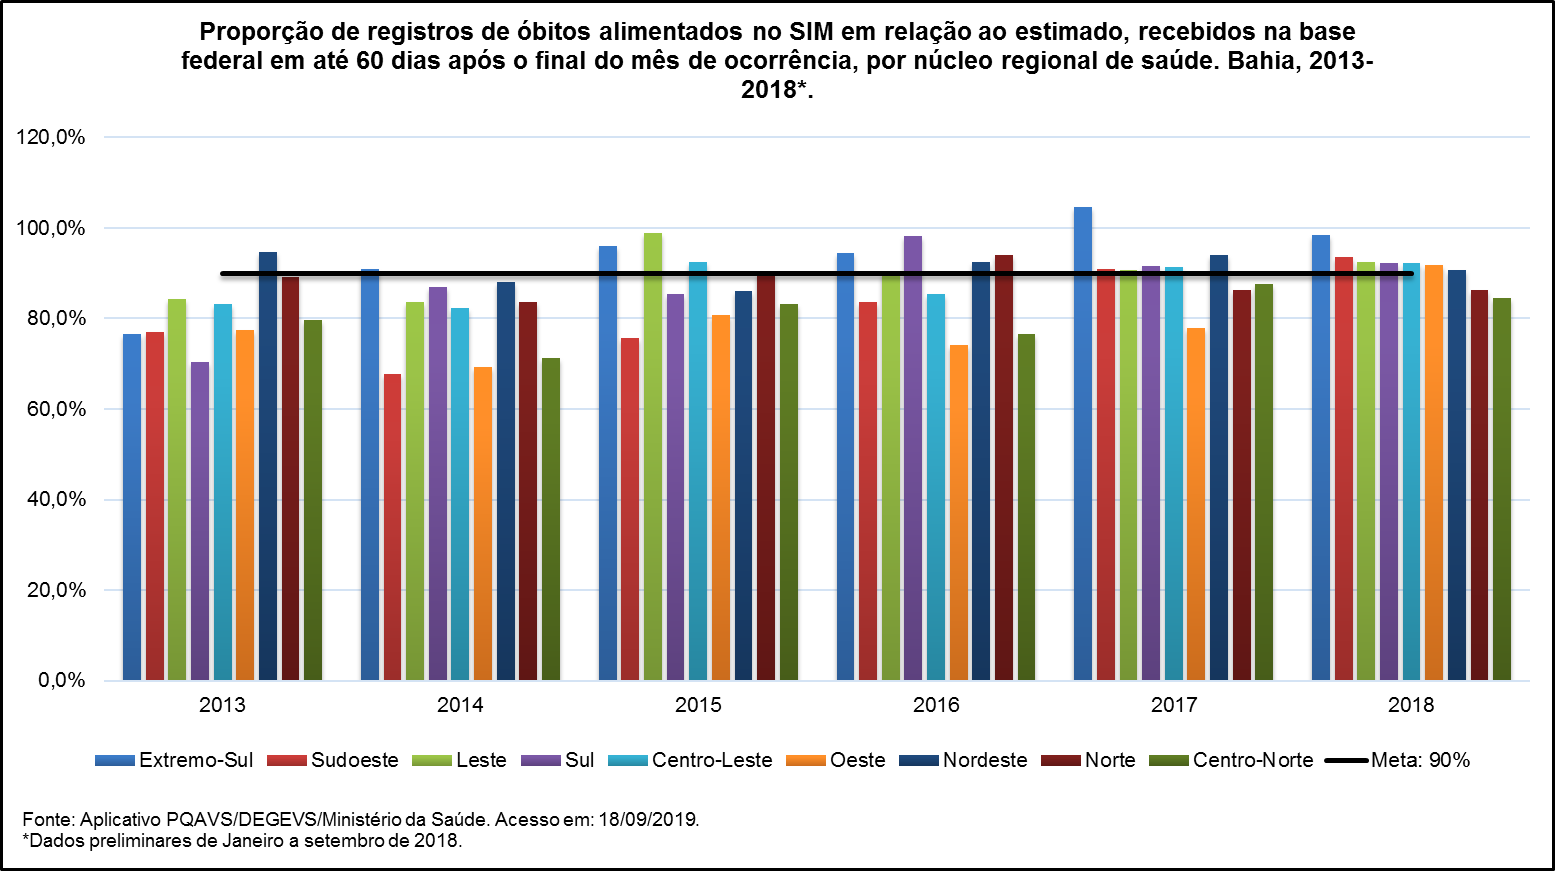 Proporção de registros de óbitos alimentados no SIM em relação ao estimado, recebidos na base
federal em até 60 dias após o final do mês de ocorrência, por núcleo regional de saúde. Bahia, 2013-
2018*.
120,0%
100,0%
80,0%
60,0%
40,0%
20,0%
0,0%
2013 2014 2015 2016 2017 2018
Extremo-Sul Sudoeste Leste Sul Centro-Leste Oeste Nordeste Norte Centro-Norte Meta: 90%
Fonte: Aplicativo PQAVS/DEGEVS/Ministério da Saúde. Acesso em: 18/09/2019.
*Dados preliminares de Janeiro a setembro de 2018.